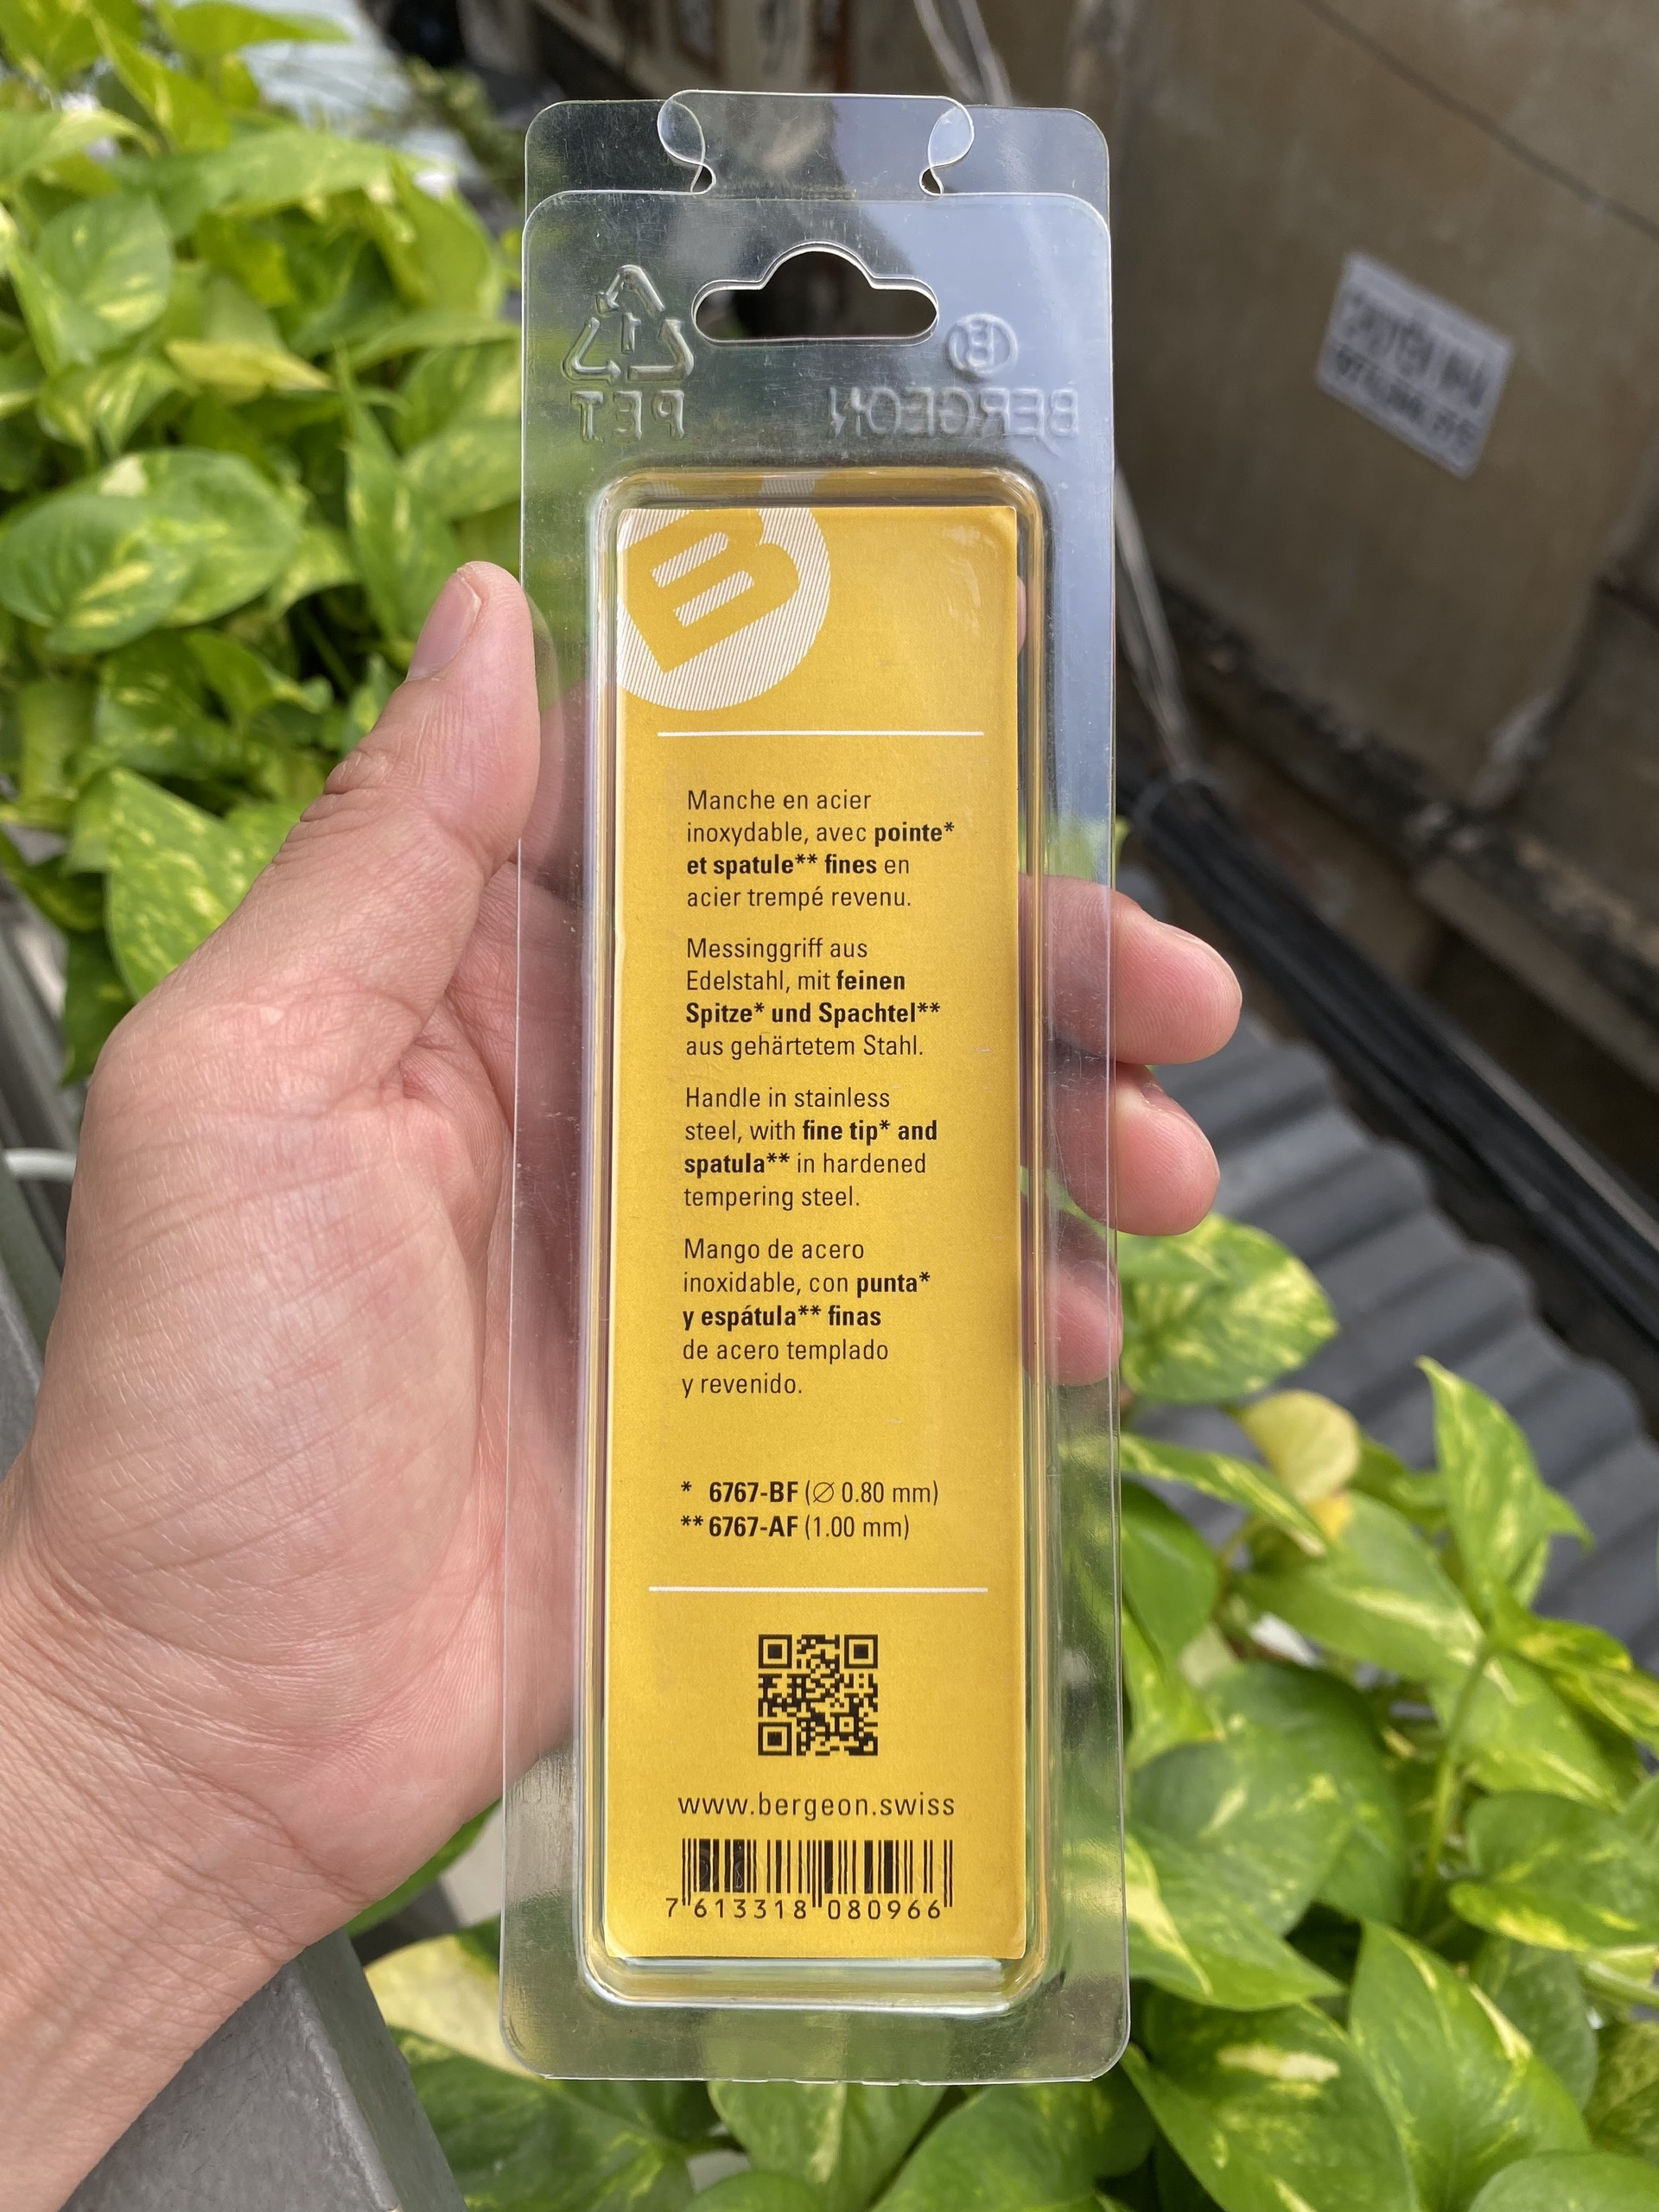 PET
B
BERGEON
B
Manche en acier
inoxydable, avec pointe*
et spatule** fines en
acier trempé revenu.
Messinggriff aus
Edelstahl, mit feinen
Spitze* und Spachtel**
aus gehärtetem Stahl.
Handle in stainless
steel, with fine tip* and
spatula** in hardened
tempering steel.
Mango de acero
inoxidable, con punta*
y espátula** finas
de acero templado
y revenido.
* 6767-BF (∅ 0.80 mm)
** 6767-AF (1.00 mm)
www.bergeon.swiss
7 613318 080966